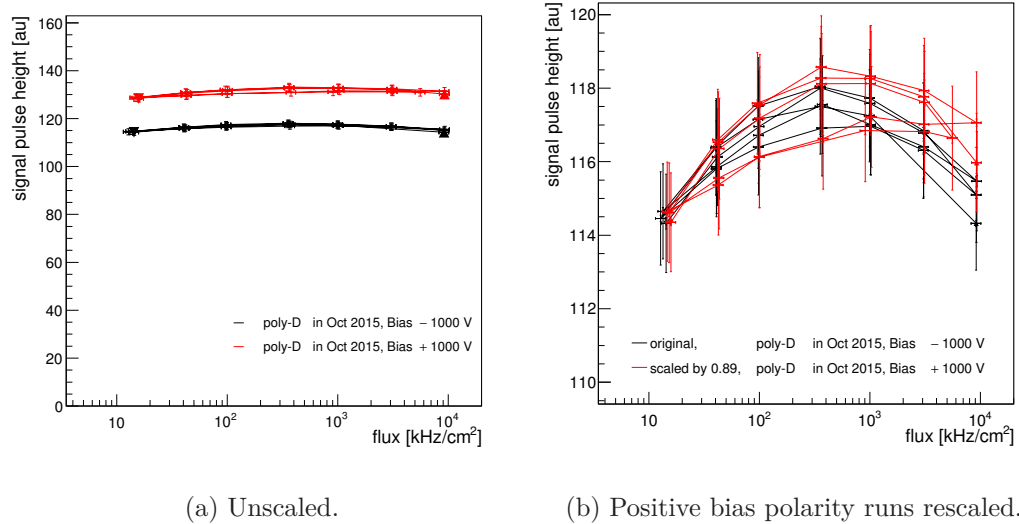 signal pulse height [au]
160
140
120
100
80
60
40
20
0
poly-D in Oct 2015, Bias − 1000 V
poly-D in Oct 2015, Bias + 1000 V
10
10²
10³
10⁴
flux [kHz/cm²]
(a) Unscaled.
signal pulse height [au]
120
118
116
114
112
110
original, poly-D in Oct 2015, Bias − 1000 V
scaled by 0.89, poly-D in Oct 2015, Bias + 1000 V
10
10²
10³
10⁴
flux [kHz/cm²]
(b) Positive bias polarity runs rescaled.